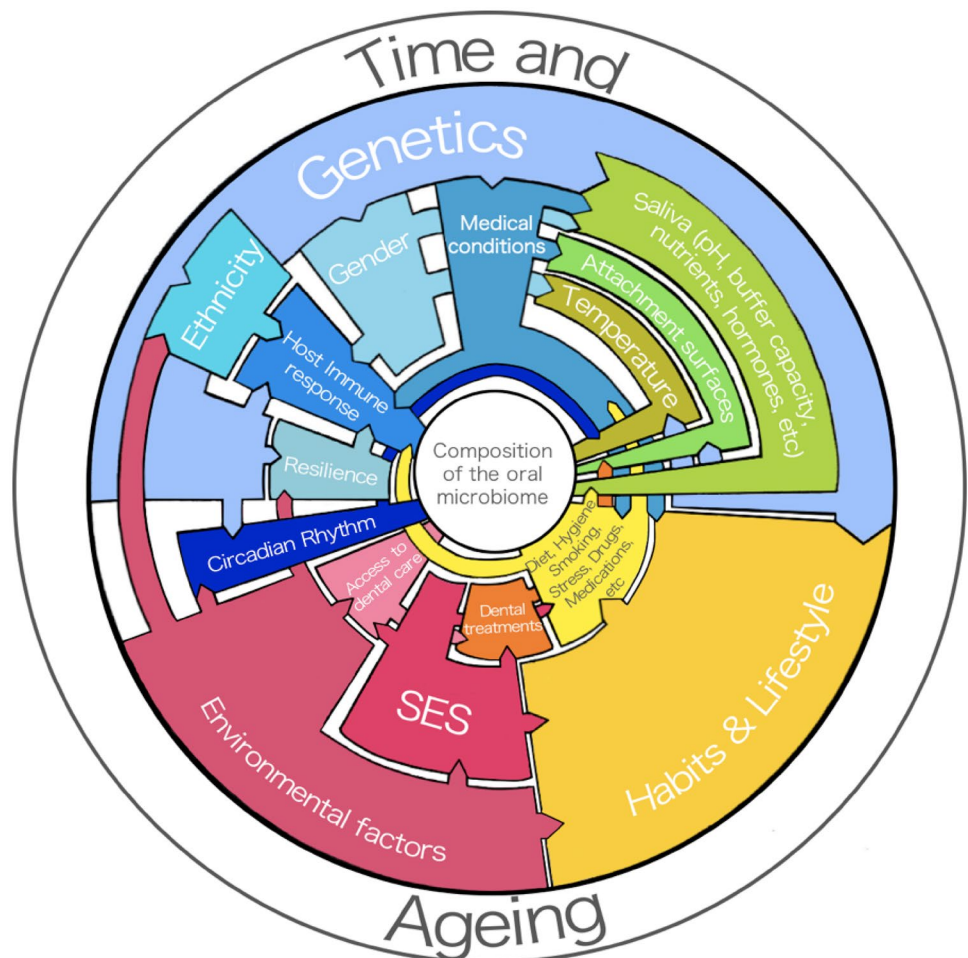 Time and
Genetics
Ethnicity
Gender
Medical
conditions
Saliva (pH, buffer capacity,
nutrients, hormones, etc)
Attachment surfaces
Temperature
Host Immune
response
Resilience
Composition
of the oral
microbiome
Circadian Rhythm
Access to
dental care
Dental
treatments
Diet, Hygiene
Smoking,
Stress, Drugs,
Medications,
etc
SES
Environmental factors
Habits & Lifestyle
Ageing